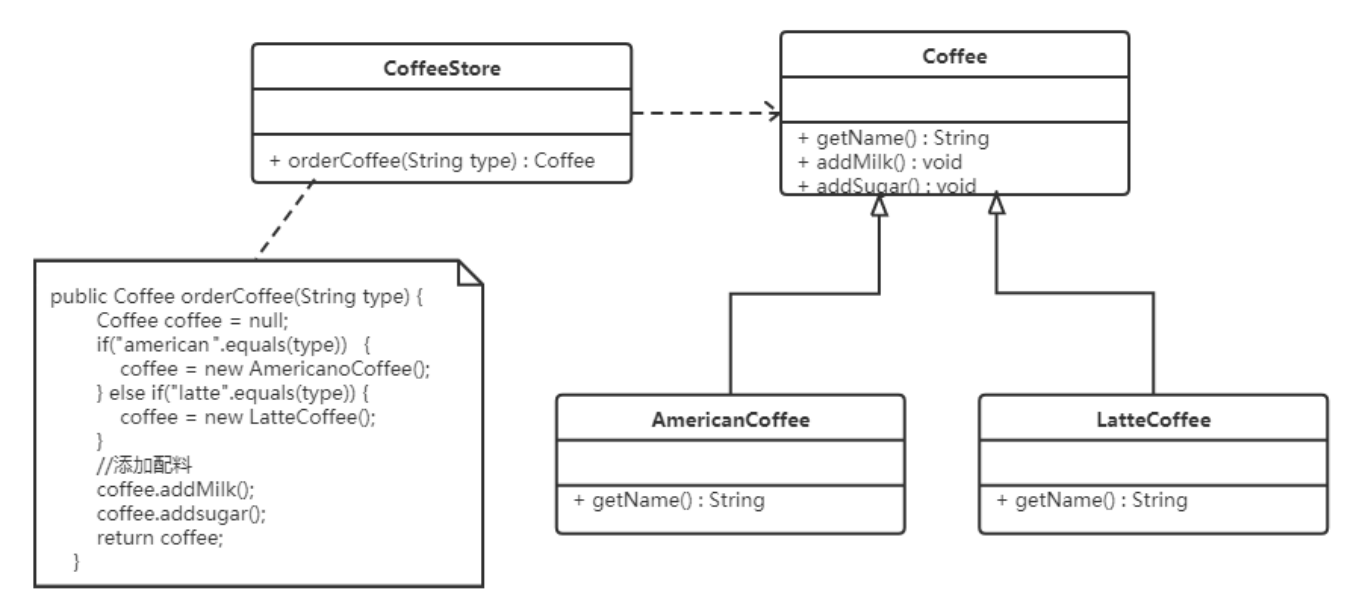 CoffeeStore
+ orderCoffee(String type) : Coffee
Coffee
+ getName() : String
+ addMilk() : void
+ addSugar() : void
public Coffee orderCoffee(String type) {
Coffee coffee = null;
if("american ".equals(type)) {
coffee = new AmericanoCoffee();
} else if("latte".equals(type)) {
coffee = new LatteCoffee();
}
//添加配料
coffee.addMilk();
coffee.addsugar();
return coffee;
}
AmericanCoffee
+ getName() : String
LatteCoffee
+ getName() : String